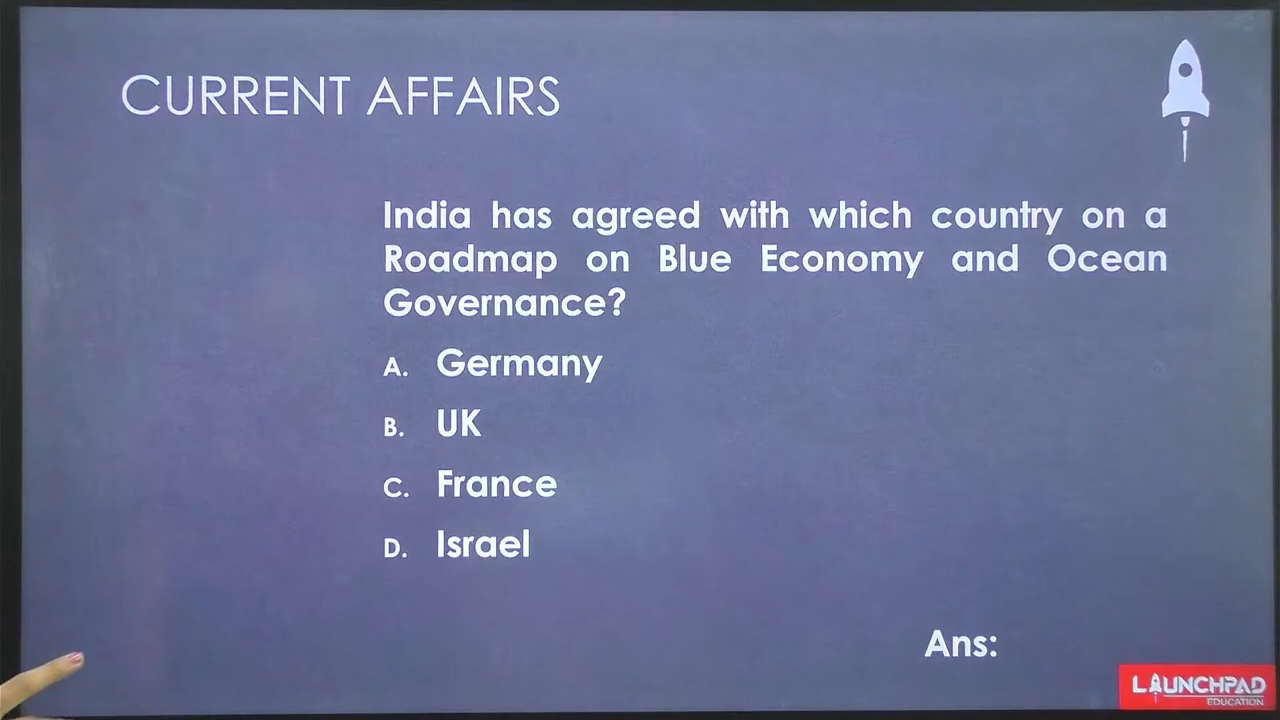 CURRENT AFFAIRS
India has agreed with which country on a
Roadmap on Blue Economy and Ocean
Governance?
A. Germany
B. UK
C. France
D. Israel
Ans:
LAUNCHPAD
EDUCATION